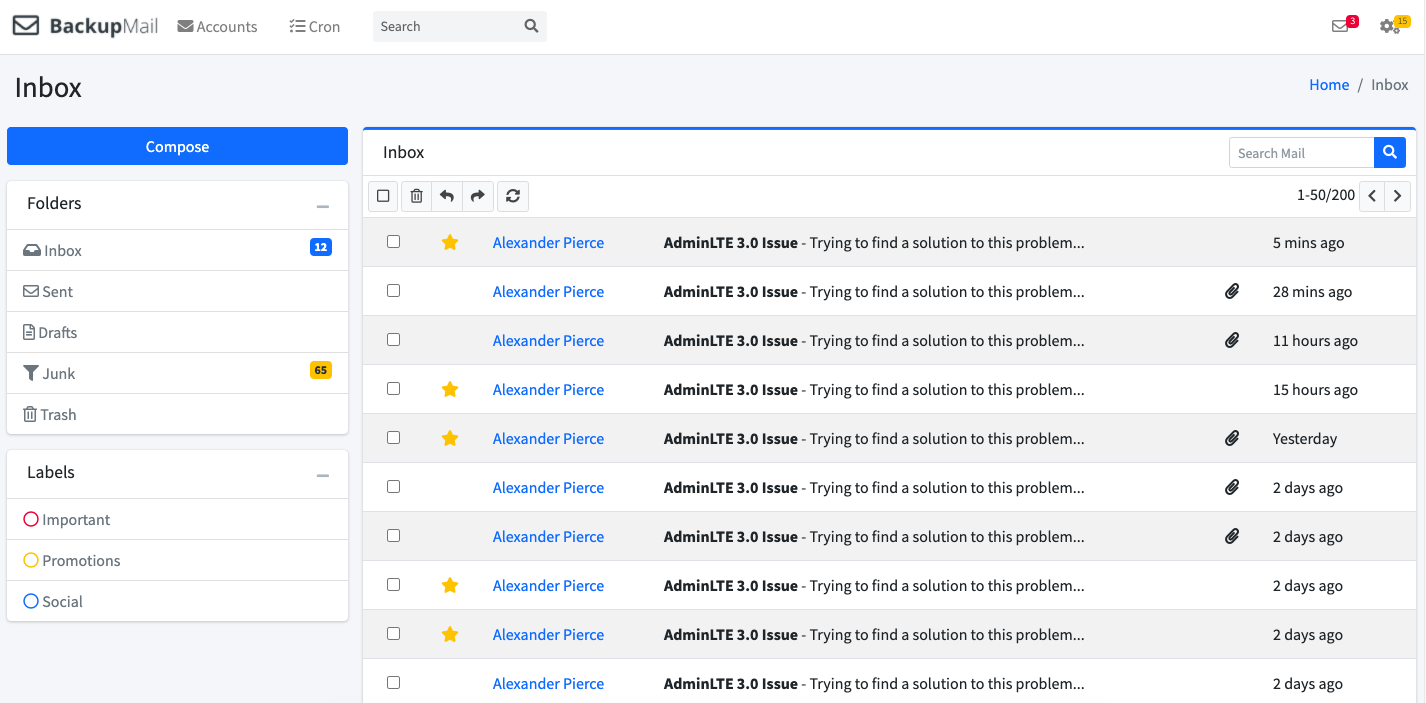 BackupMail Accounts Cron Search 3 15
Inbox
Home / Inbox
Compose
Folders
Inbox 12
Sent
Drafts
Junk 65
Trash
Labels
Important
Promotions
Social
Inbox Search Mail
1-50/200
Alexander Pierce AdminLTE 3.0 Issue - Trying to find a solution to this problem... 5 mins ago
Alexander Pierce AdminLTE 3.0 Issue - Trying to find a solution to this problem... 28 mins ago
Alexander Pierce AdminLTE 3.0 Issue - Trying to find a solution to this problem... 11 hours ago
Alexander Pierce AdminLTE 3.0 Issue - Trying to find a solution to this problem... 15 hours ago
Alexander Pierce AdminLTE 3.0 Issue - Trying to find a solution to this problem... Yesterday
Alexander Pierce AdminLTE 3.0 Issue - Trying to find a solution to this problem... 2 days ago
Alexander Pierce AdminLTE 3.0 Issue - Trying to find a solution to this problem... 2 days ago
Alexander Pierce AdminLTE 3.0 Issue - Trying to find a solution to this problem... 2 days ago
Alexander Pierce AdminLTE 3.0 Issue - Trying to find a solution to this problem... 2 days ago
Alexander Pierce AdminLTE 3.0 Issue - Trying to find a solution to this problem... 2 days ago